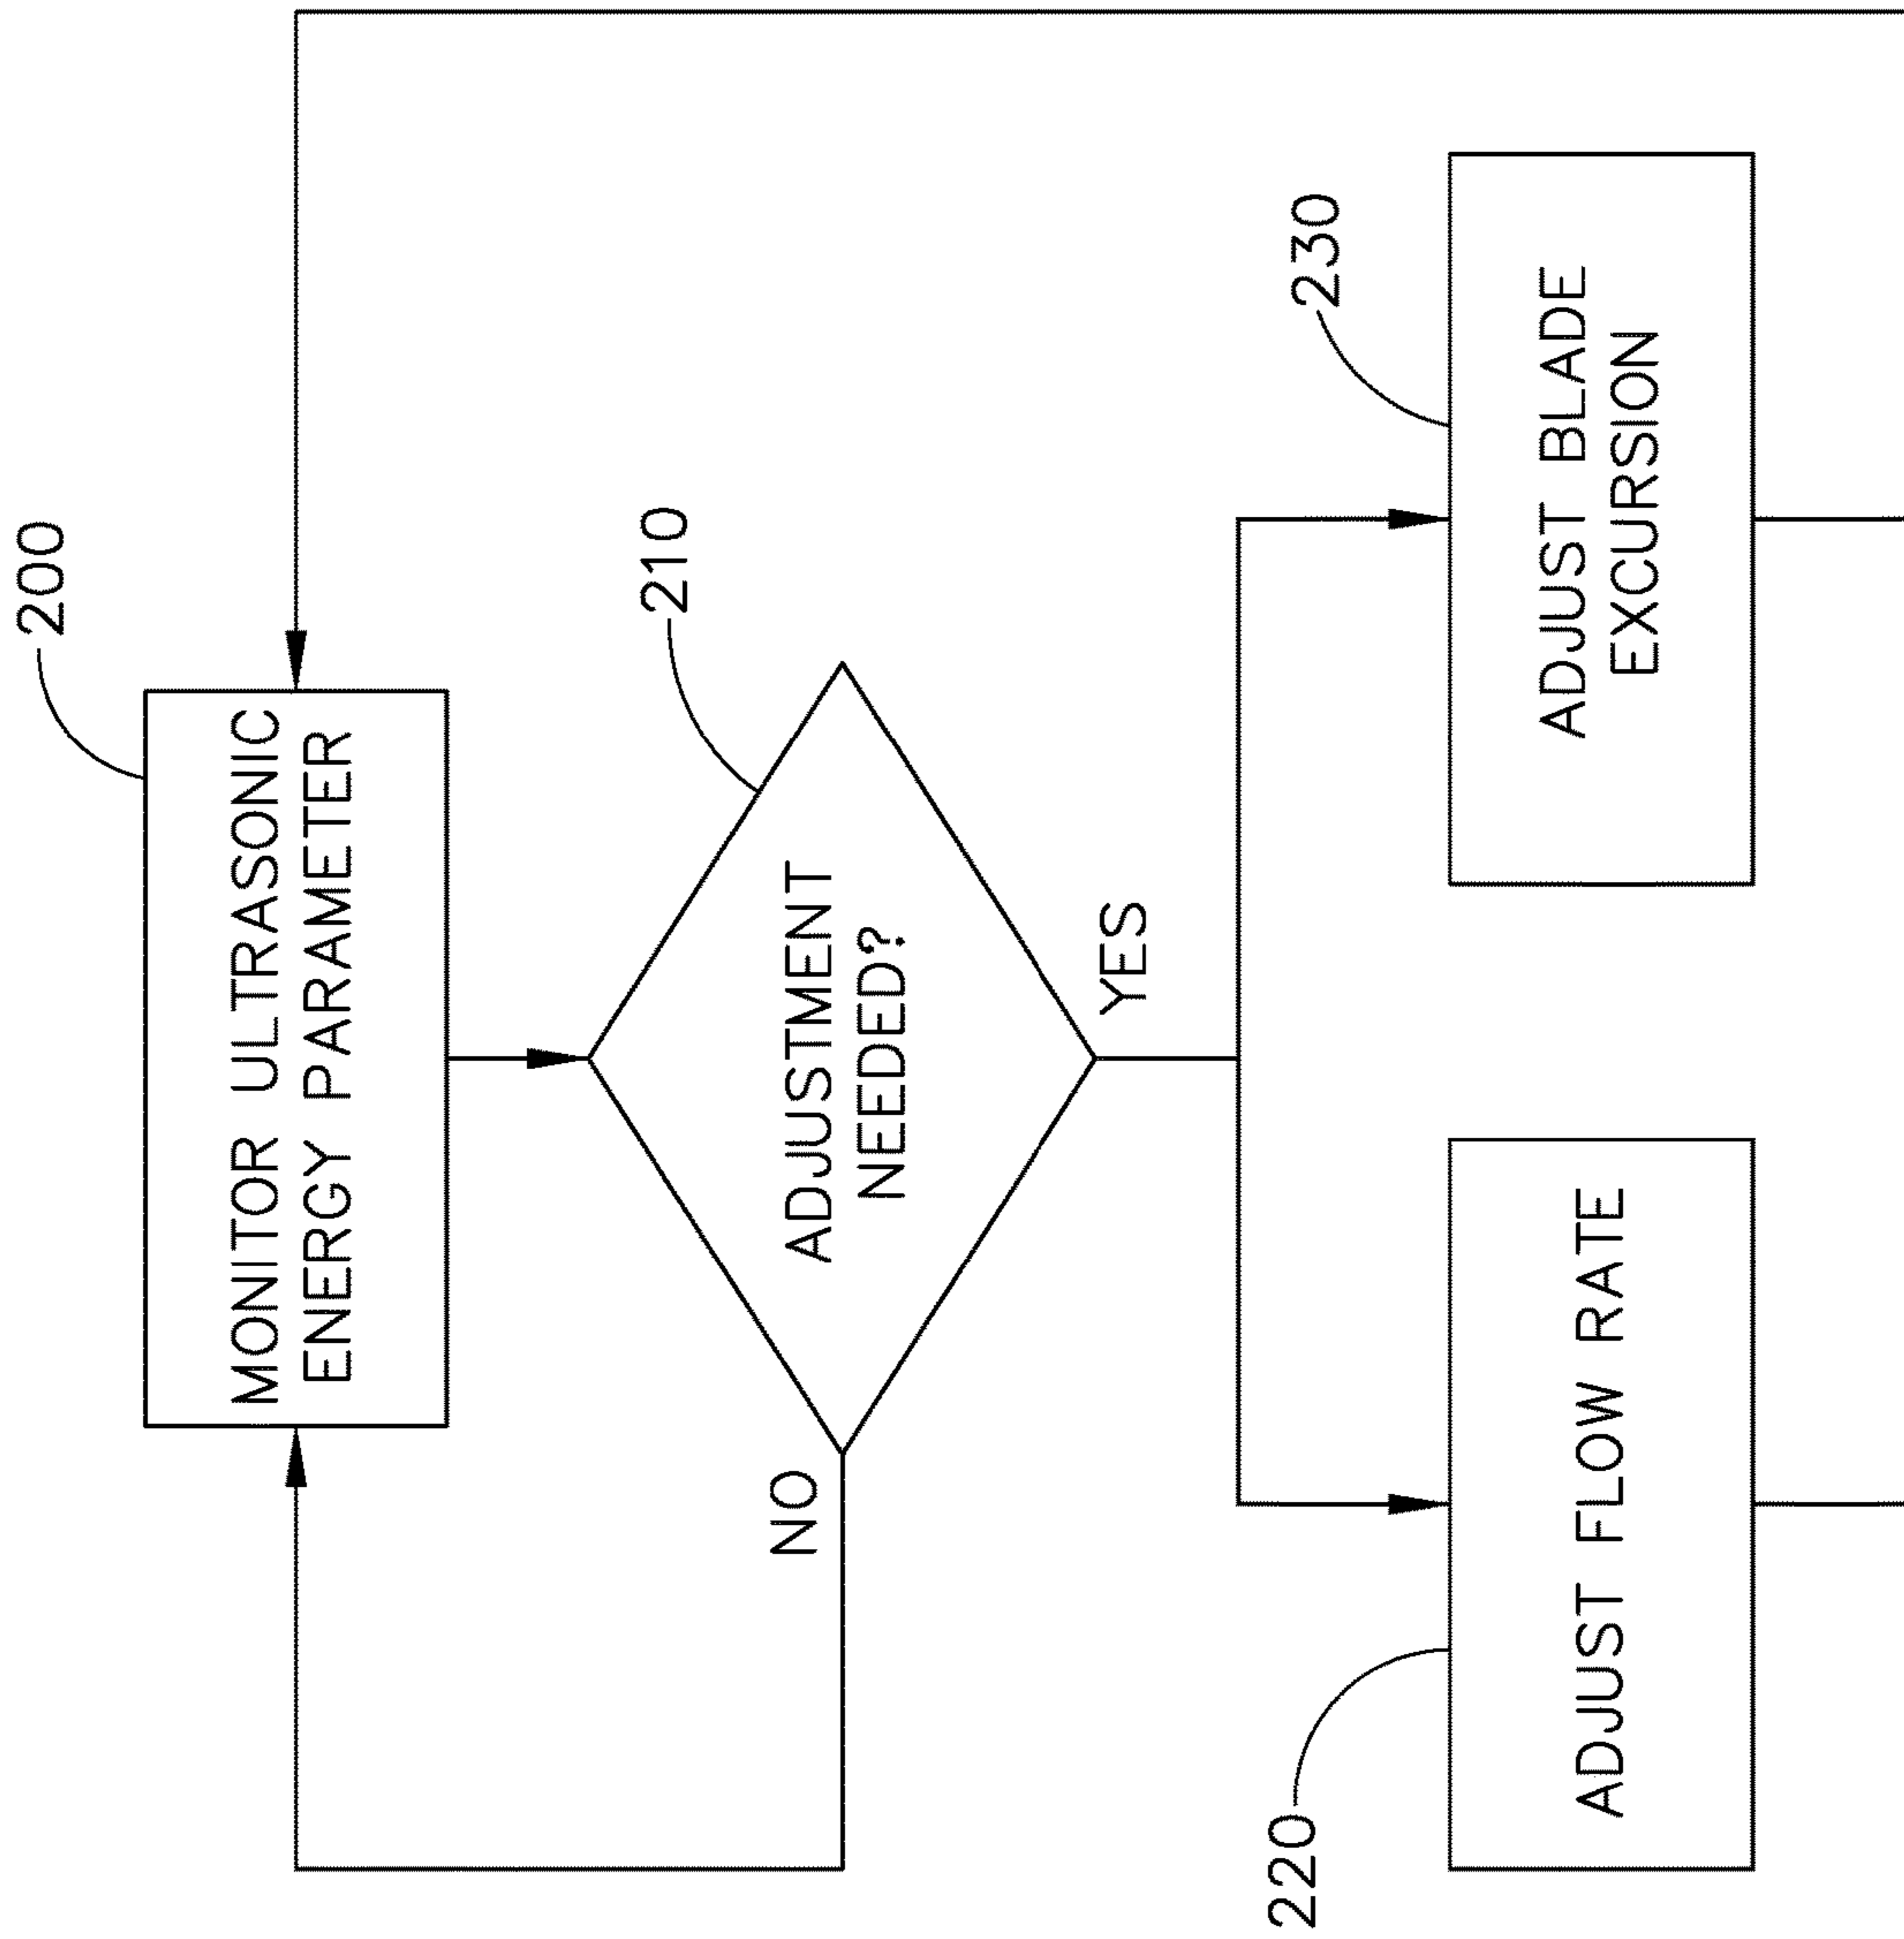 200
MONITOR ULTRASONIC
ENERGY PARAMETER
210
ADJUSTMENT
NEEDED?
NO
YES
220
ADJUST FLOW RATE
230
ADJUST BLADE
EXCURSION